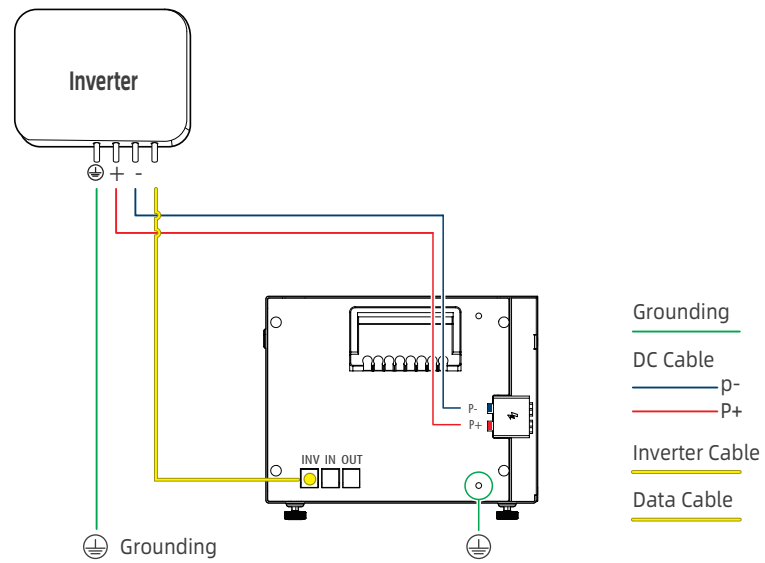 Inverter
+ -
Grounding
DC Cable
p-
P+
P-
P+
Inverter Cable
INV IN OUT
Data Cable
Grounding